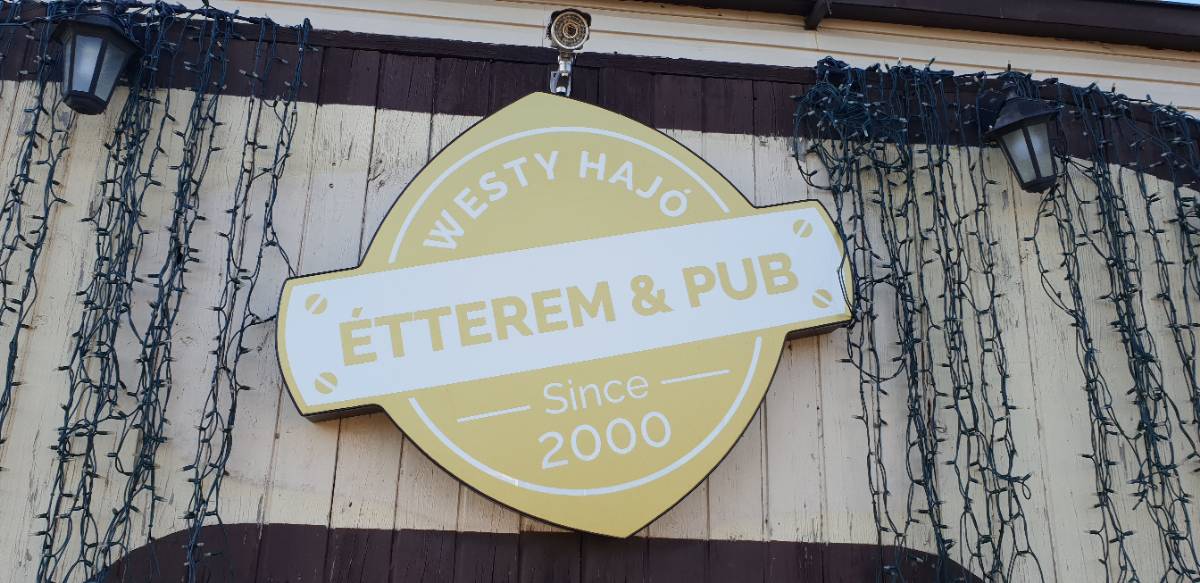 WESTY HAJÓ
ÉTTEREM & PUB
Since
2000